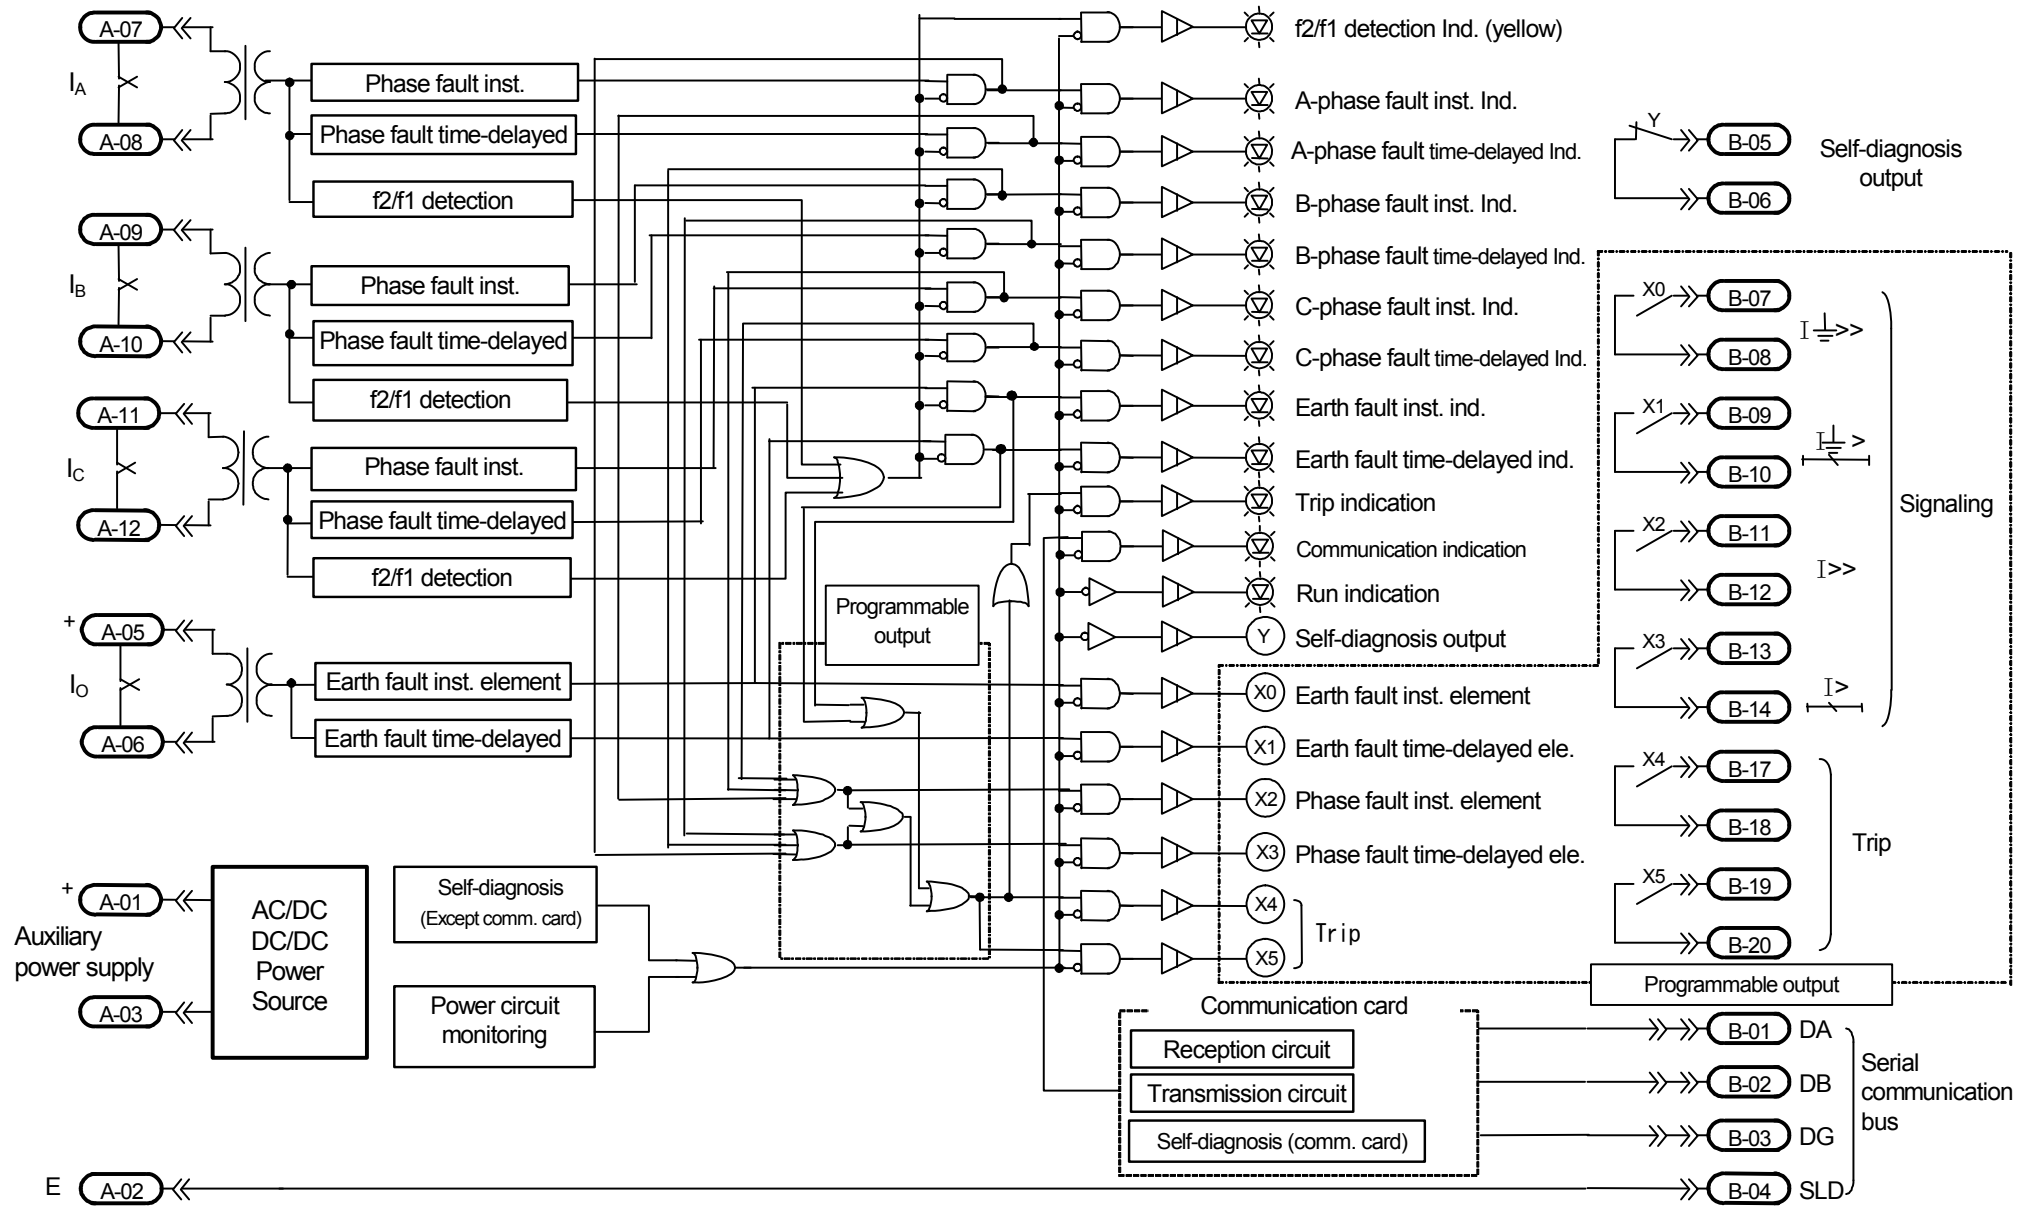 A-07
I_A
A-08
Phase fault inst.
Phase fault time-delayed
f2/f1 detection
A-09
I_B
A-10
Phase fault inst.
Phase fault time-delayed
f2/f1 detection
A-11
I_C
A-12
Phase fault inst.
Phase fault time-delayed
f2/f1 detection
+
A-05
I_O
A-06
Earth fault inst. element
Earth fault time-delayed
+
A-01
Auxiliary
power supply
A-03
AC/DC
DC/DC
Power
Source
Self-diagnosis
(Except comm. card)
Power circuit
monitoring
E
A-02
Programmable
output
f2/f1 detection Ind. (yellow)
A-phase fault inst. Ind.
A-phase fault time-delayed Ind.
B-phase fault inst. Ind.
B-phase fault time-delayed Ind.
C-phase fault inst. Ind.
C-phase fault time-delayed Ind.
Earth fault inst. ind.
Earth fault time-delayed ind.
Trip indication
Communication indication
Run indication
Y
Self-diagnosis output
X0
Earth fault inst. element
X1
Earth fault time-delayed ele.
X2
Phase fault inst. element
X3
Phase fault time-delayed ele.
X4
X5
Trip
Communication card
Reception circuit
Transmission circuit
Self-diagnosis (comm. card)
Y
B-05
B-06
Self-diagnosis
output
X0
B-07
B-08
I >>
X1
B-09
B-10
I >
X2
B-11
B-12
I>>
X3
B-13
B-14
I>
Signaling
X4
B-17
B-18
X5
B-19
B-20
Trip
Programmable output
B-01
DA
B-02
DB
B-03
DG
B-04
SLD
Serial
communication
bus